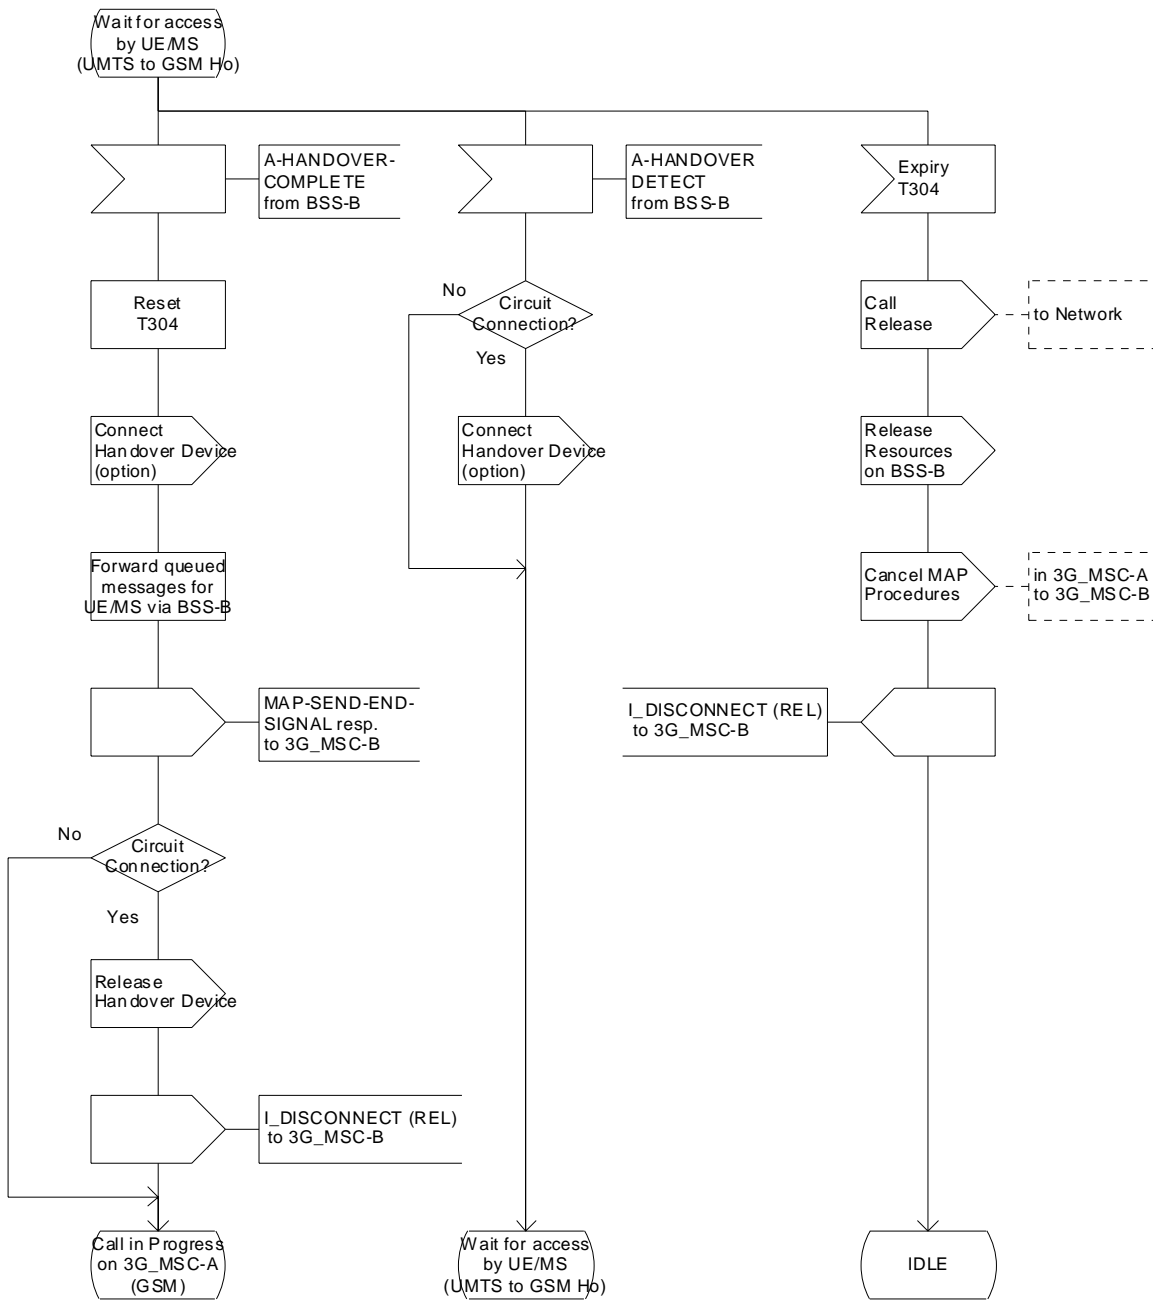 Wait for access
by UE/MS
(UMTS to GSM Ho)
A-HANDOVER-
COMPLETE
from BSS-B
A-HANDOVER
DETECT
from BSS-B
Expiry
T304
Reset
T304
No
Circuit
Connection?
Yes
Call
Release
to Network
Connect
Handover Device
(option)
Connect
Handover Device
(option)
Release
Resources
on BSS-B
Forward queued
messages for
UE/MS via BSS-B
Cancel MAP
Procedures
in 3G_MSC-A
to 3G_MSC-B
MAP-SEND-END-
SIGNAL resp.
to 3G_MSC-B
I_DISCONNECT (REL)
to 3G_MSC-B
No
Circuit
Connection?
Yes
Release
Handover Device
I_DISCONNECT (REL)
to 3G_MSC-B
Call in Progress
on 3G_MSC-A
(GSM)
Wait for access
by UE/MS
(UMTS to GSM Ho)
IDLE